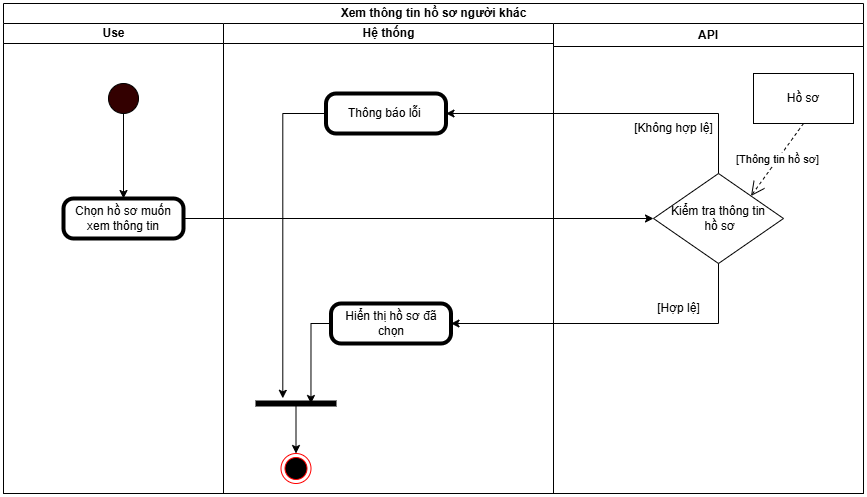 Xem thông tin hồ sơ người khác
Use
Hệ thống
API
Thông báo lỗi
Hồ sơ
[Không hợp lệ]
[Thông tin hồ sơ]
Chọn hồ sơ muốn
xem thông tin
Kiểm tra thông tin
hồ sơ
Hiển thị hồ sơ đã
chọn
[Hợp lệ]